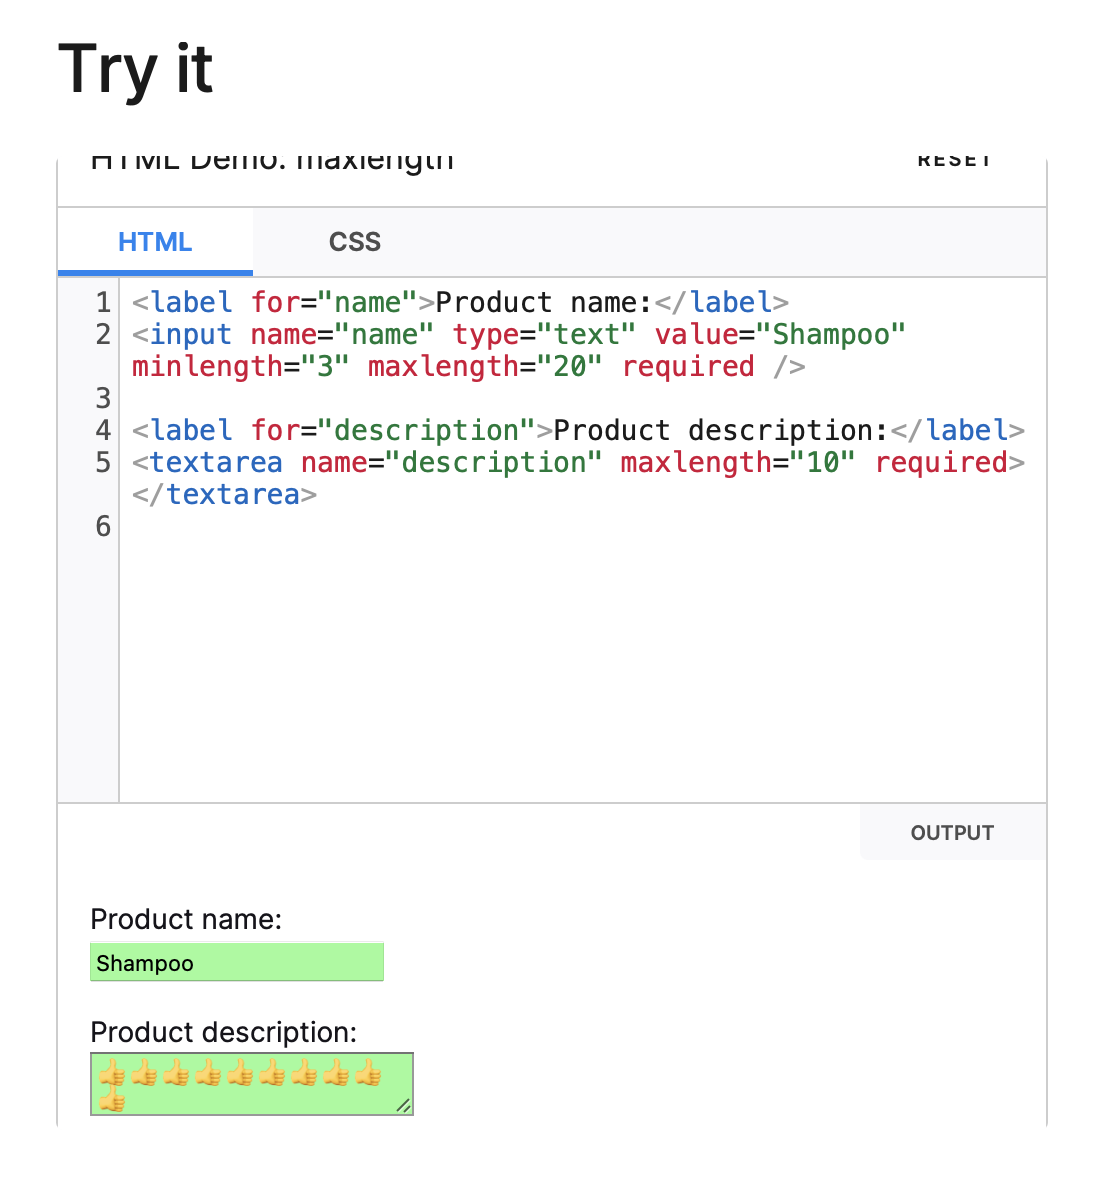 Try it
HTML Demo: maxlength
RESET
HTML
CSS
1 <label for="name">Product name:</label>
2 <input name="name" type="text" value="Shampoo"
minlength="3" maxlength="20" required />
3
4 <label for="description">Product description:</label>
5 <textarea name="description" maxlength="10" required>
</textarea>
6
OUTPUT
Product name:
Shampoo
Product description:
👍👍👍👍👍👍👍👍👍
👍